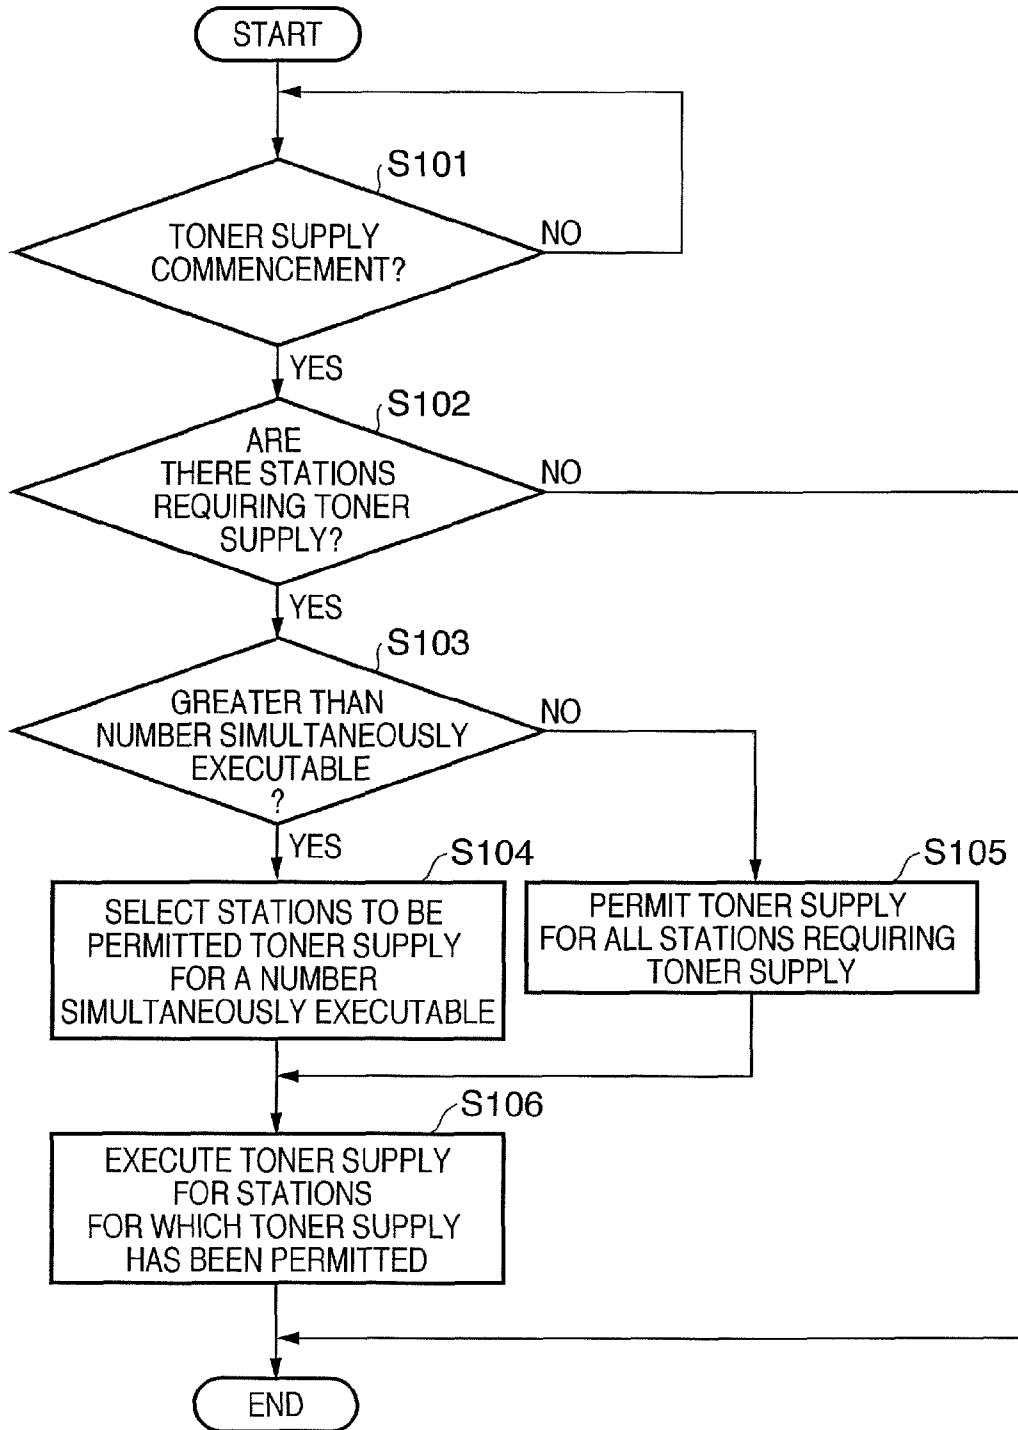 START
S101
TONER SUPPLY
COMMENCEMENT?
NO
YES
S102
ARE
THERE STATIONS
REQUIRING TONER
SUPPLY?
NO
YES
S103
GREATER THAN
NUMBER SIMULTANEOUSLY
EXECUTABLE
?
NO
YES
S104
SELECT STATIONS TO BE
PERMITTED TONER SUPPLY
FOR A NUMBER
SIMULTANEOUSLY EXECUTABLE
S105
PERMIT TONER SUPPLY
FOR ALL STATIONS REQUIRING
TONER SUPPLY
S106
EXECUTE TONER SUPPLY
FOR STATIONS
FOR WHICH TONER SUPPLY
HAS BEEN PERMITTED
END